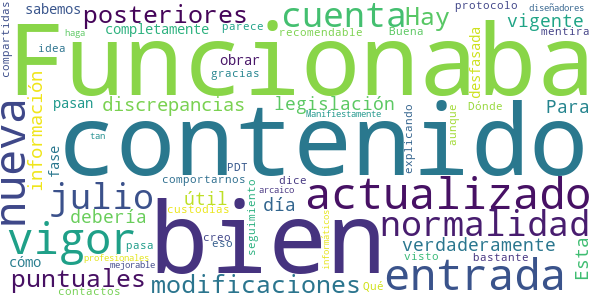 sabemos posteriores cuenta Hay protocolo diseñadores
compartidas idea completamente parece recomendable Buena vigente mentira
haga gracias obrar
Funcionaba
pasan discrepancias legislación desfasada Dónde Para
información Manifiestamente aunque
nueva contenido
fase tan PDT explicando
comportarnos dice arcaico
julio útil día actualizado
debería custodias seguimiento normalidad
vigor bien creo eso informáticos visto verdaderamente bastante Esta
cómo pasa
profesionales mejorable
puntuales modificaciones entrada
contactos Qué